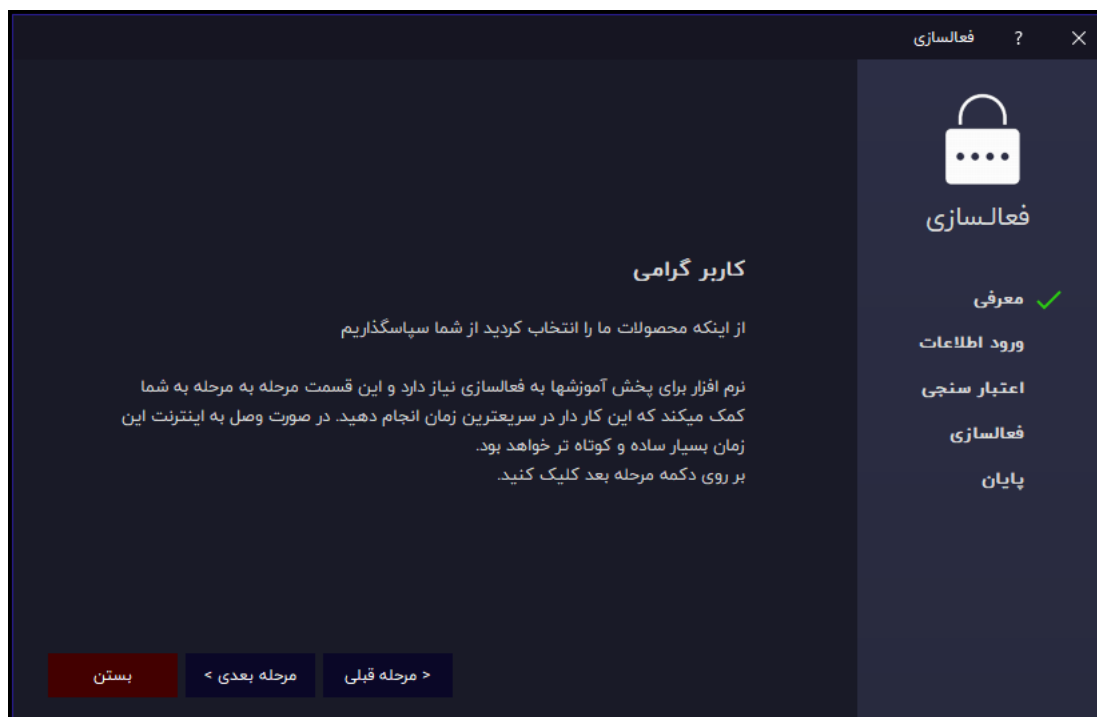 فعالسازی
?
فعالسازی
معرفی
ورود اطلاعات
اعتبار سنجی
فعالسازی
پایان
کاربر گرامی
از اینکه محصولات ما را انتخاب کردید از شما سپاسگذاریم
نرم افزار برای پخش آموزشها به فعالسازی نیاز دارد و این قسمت مرحله به مرحله به شما
کمک میکند که این کار دار در سریعترین زمان انجام دهید. در صورت وصل به اینترنت این
زمان بسیار ساده و کوتاه تر خواهد بود.
بر روی دکمه مرحله بعد کلیک کنید.
< مرحله قبلی
مرحله بعدی >
بستن